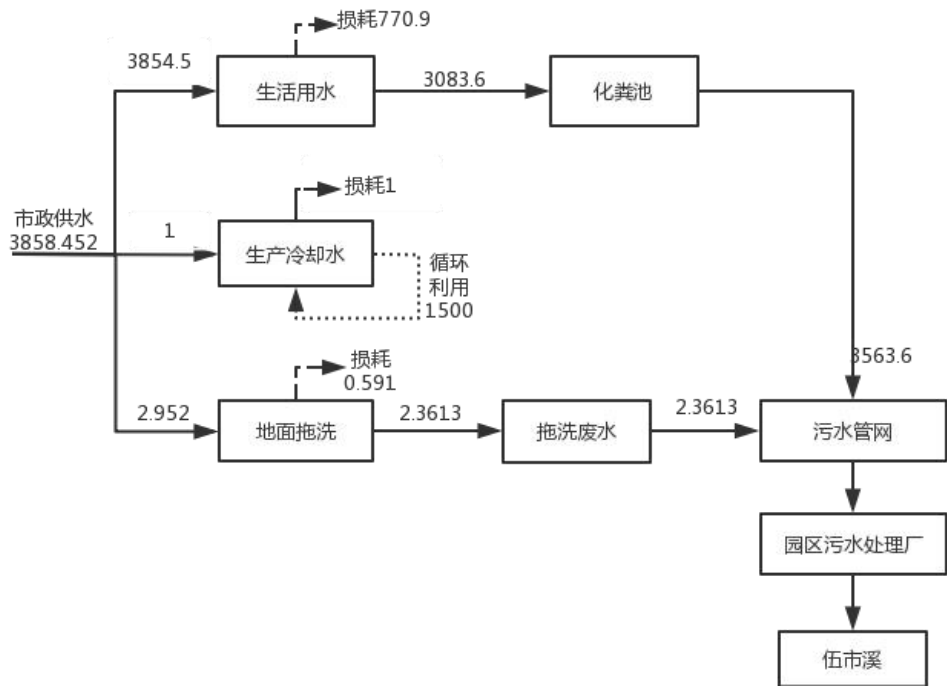 损耗770.9
3854.5
生活用水
3083.6
化粪池
损耗1
市政供水
3858.452
1
生产冷却水
循环
利用
1500
3563.6
损耗
0.591
2.952
地面拖洗
2.3613
拖洗废水
2.3613
污水管网
园区污水处理厂
伍市溪